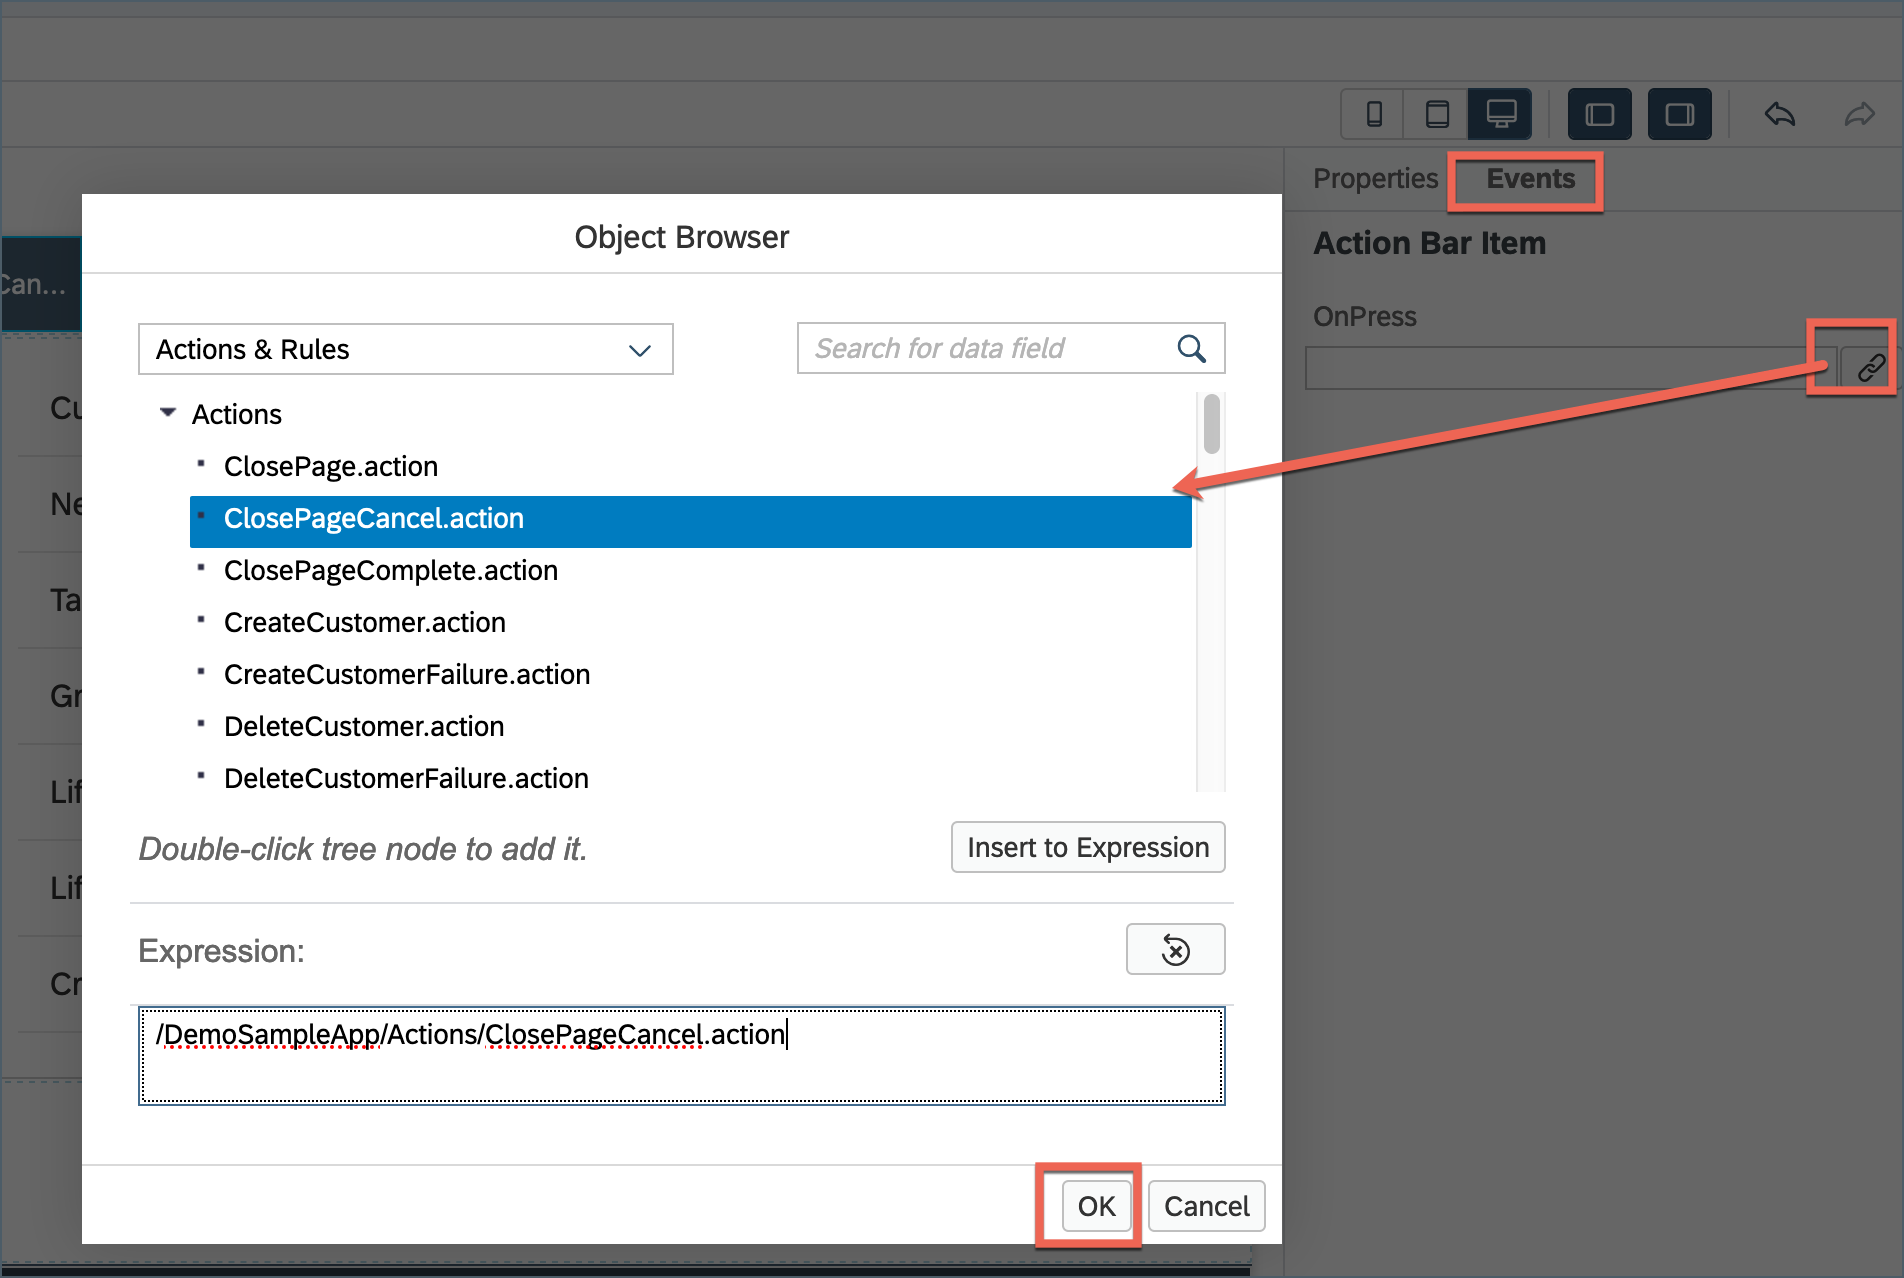 Properties
Events
Action Bar Item
OnPress
Can...
Object Browser
Actions & Rules
Search for data field
Actions
ClosePage.action
ClosePageCancel.action
ClosePageComplete.action
CreateCustomer.action
CreateCustomerFailure.action
DeleteCustomer.action
DeleteCustomerFailure.action
Double-click tree node to add it.
Insert to Expression
Expression:
/DemoSampleApp/Actions/ClosePageCancel.action
OK
Cancel
Cu
Ne
Ta
Gr
Lif
Lif
Cr